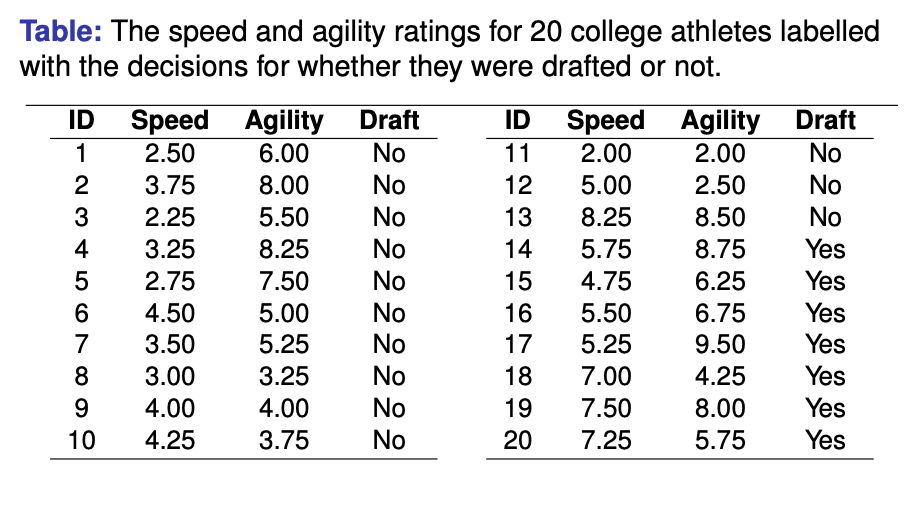 Table: The speed and agility ratings for 20 college athletes labelled
with the decisions for whether they were drafted or not.
ID Speed Agility Draft ID Speed Agility Draft
1 2.50 6.00 No 11 2.00 2.00 No
2 3.75 8.00 No 12 5.00 2.50 No
3 2.25 5.50 No 13 8.25 8.50 No
4 3.25 8.25 No 14 5.75 8.75 Yes
5 2.75 7.50 No 15 4.75 6.25 Yes
6 4.50 5.00 No 16 5.50 6.75 Yes
7 3.50 5.25 No 17 5.25 9.50 Yes
8 3.00 3.25 No 18 7.00 4.25 Yes
9 4.00 4.00 No 19 7.50 8.00 Yes
10 4.25 3.75 No 20 7.25 5.75 Yes